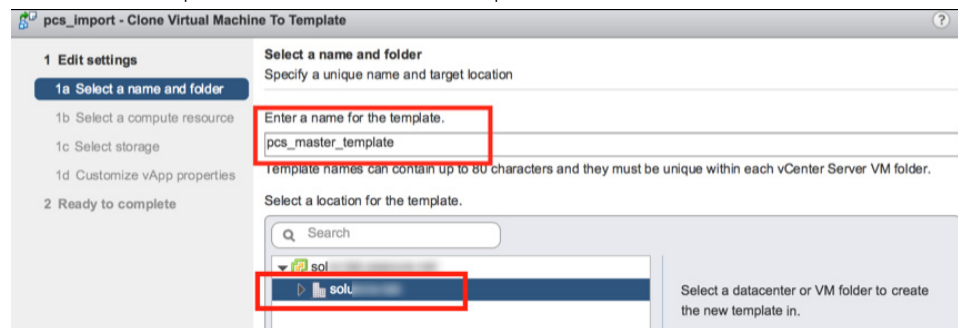 pcs_import - Clone Virtual Machine To Template
?
1 Edit settings
1a Select a name and folder
1b Select a compute resource
1c Select storage
1d Customize vApp properties
2 Ready to complete
Select a name and folder
Specify a unique name and target location
Enter a name for the template.
pcs_master_template
Template names can contain up to 80 characters and they must be unique within each vCenter Server VM folder.
Select a location for the template.
Search
sol
solu
Select a datacenter or VM folder to create
the new template in.